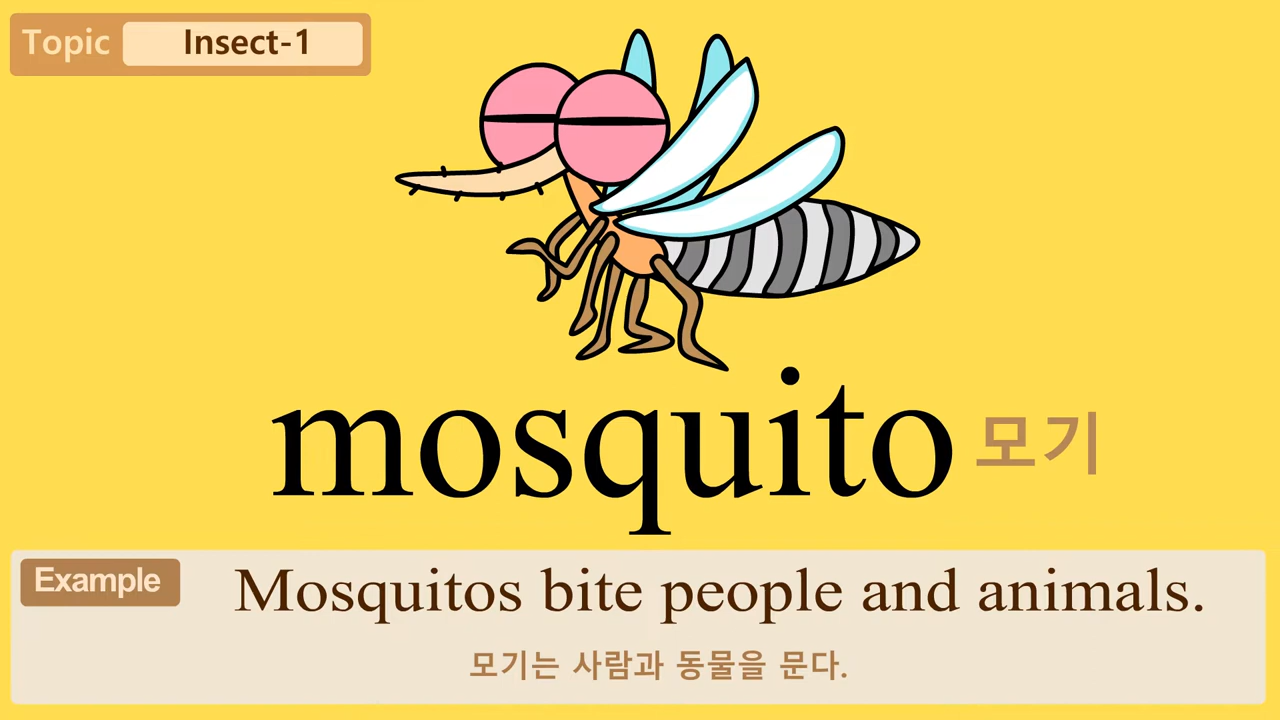 Topic Insect-1
mosquito 모기
Example Mosquitos bite people and animals.
모기는 사람과 동물을 문다.